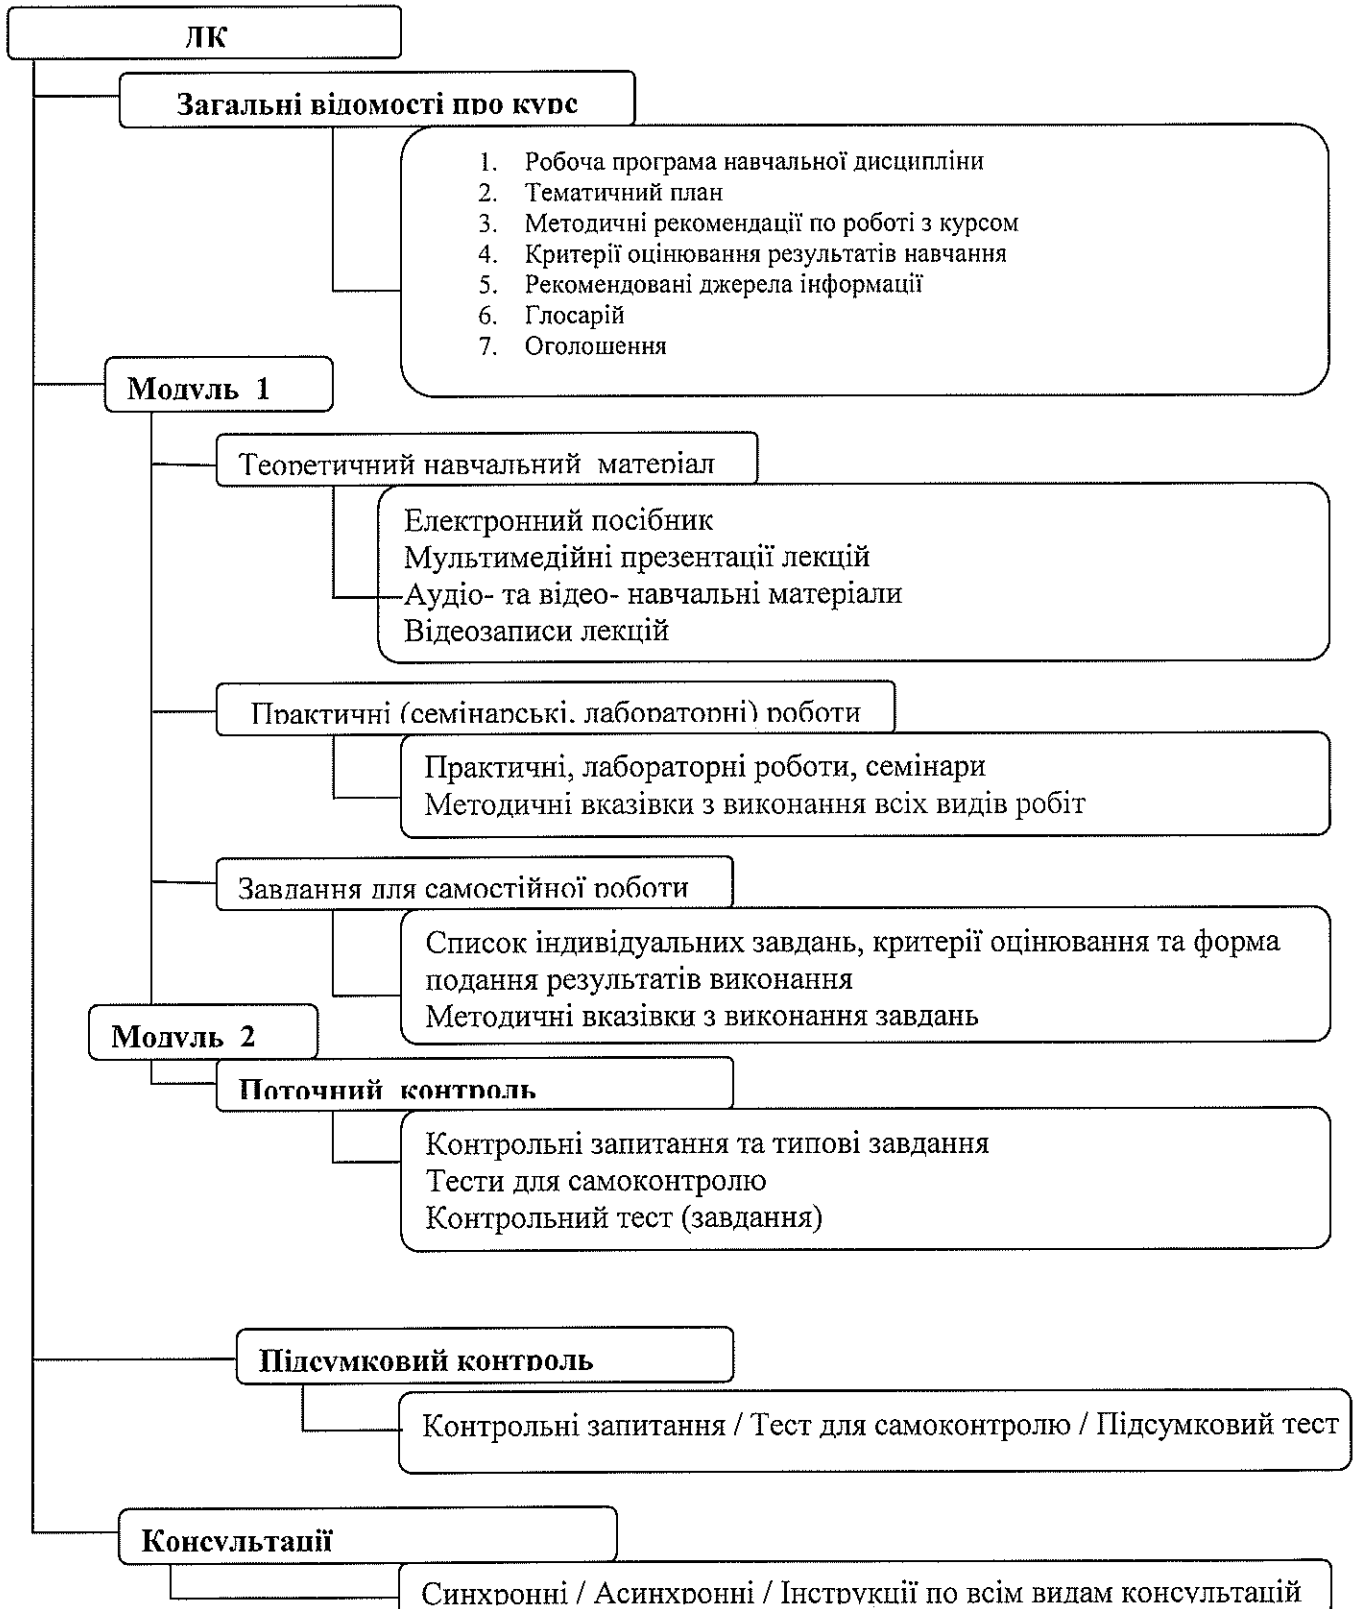 ДК
Загальні відомості про курс
1. Робоча програма навчальної дисципліни
2. Тематичний план
3. Методичні рекомендації по роботі з курсом
4. Критерії оцінювання результатів навчання
5. Рекомендовані джерела інформації
6. Глосарій
7. Оголошення
Модуль 1
Теоретичний навчальний матеріал
Електронний посібник
Мультимедійні презентації лекцій
Аудіо- та відео- навчальні матеріали
Відеозаписи лекцій
Практичні (семінарські, лабораторні) роботи
Практичні, лабораторні роботи, семінари
Методичні вказівки з виконання всіх видів робіт
Завдання для самостійної роботи
Список індивідуальних завдань, критерії оцінювання та форма
подання результатів виконання
Методичні вказівки з виконання завдань
Модуль 2
Поточний контроль
Контрольні запитання та типові завдання
Тести для самоконтролю
Контрольний тест (завдання)
Підсумковий контроль
Контрольні запитання / Тест для самоконтролю / Підсумковий тест
Консультації
Синхронні / Асинхронні / Інструкції по всім видам консультацій